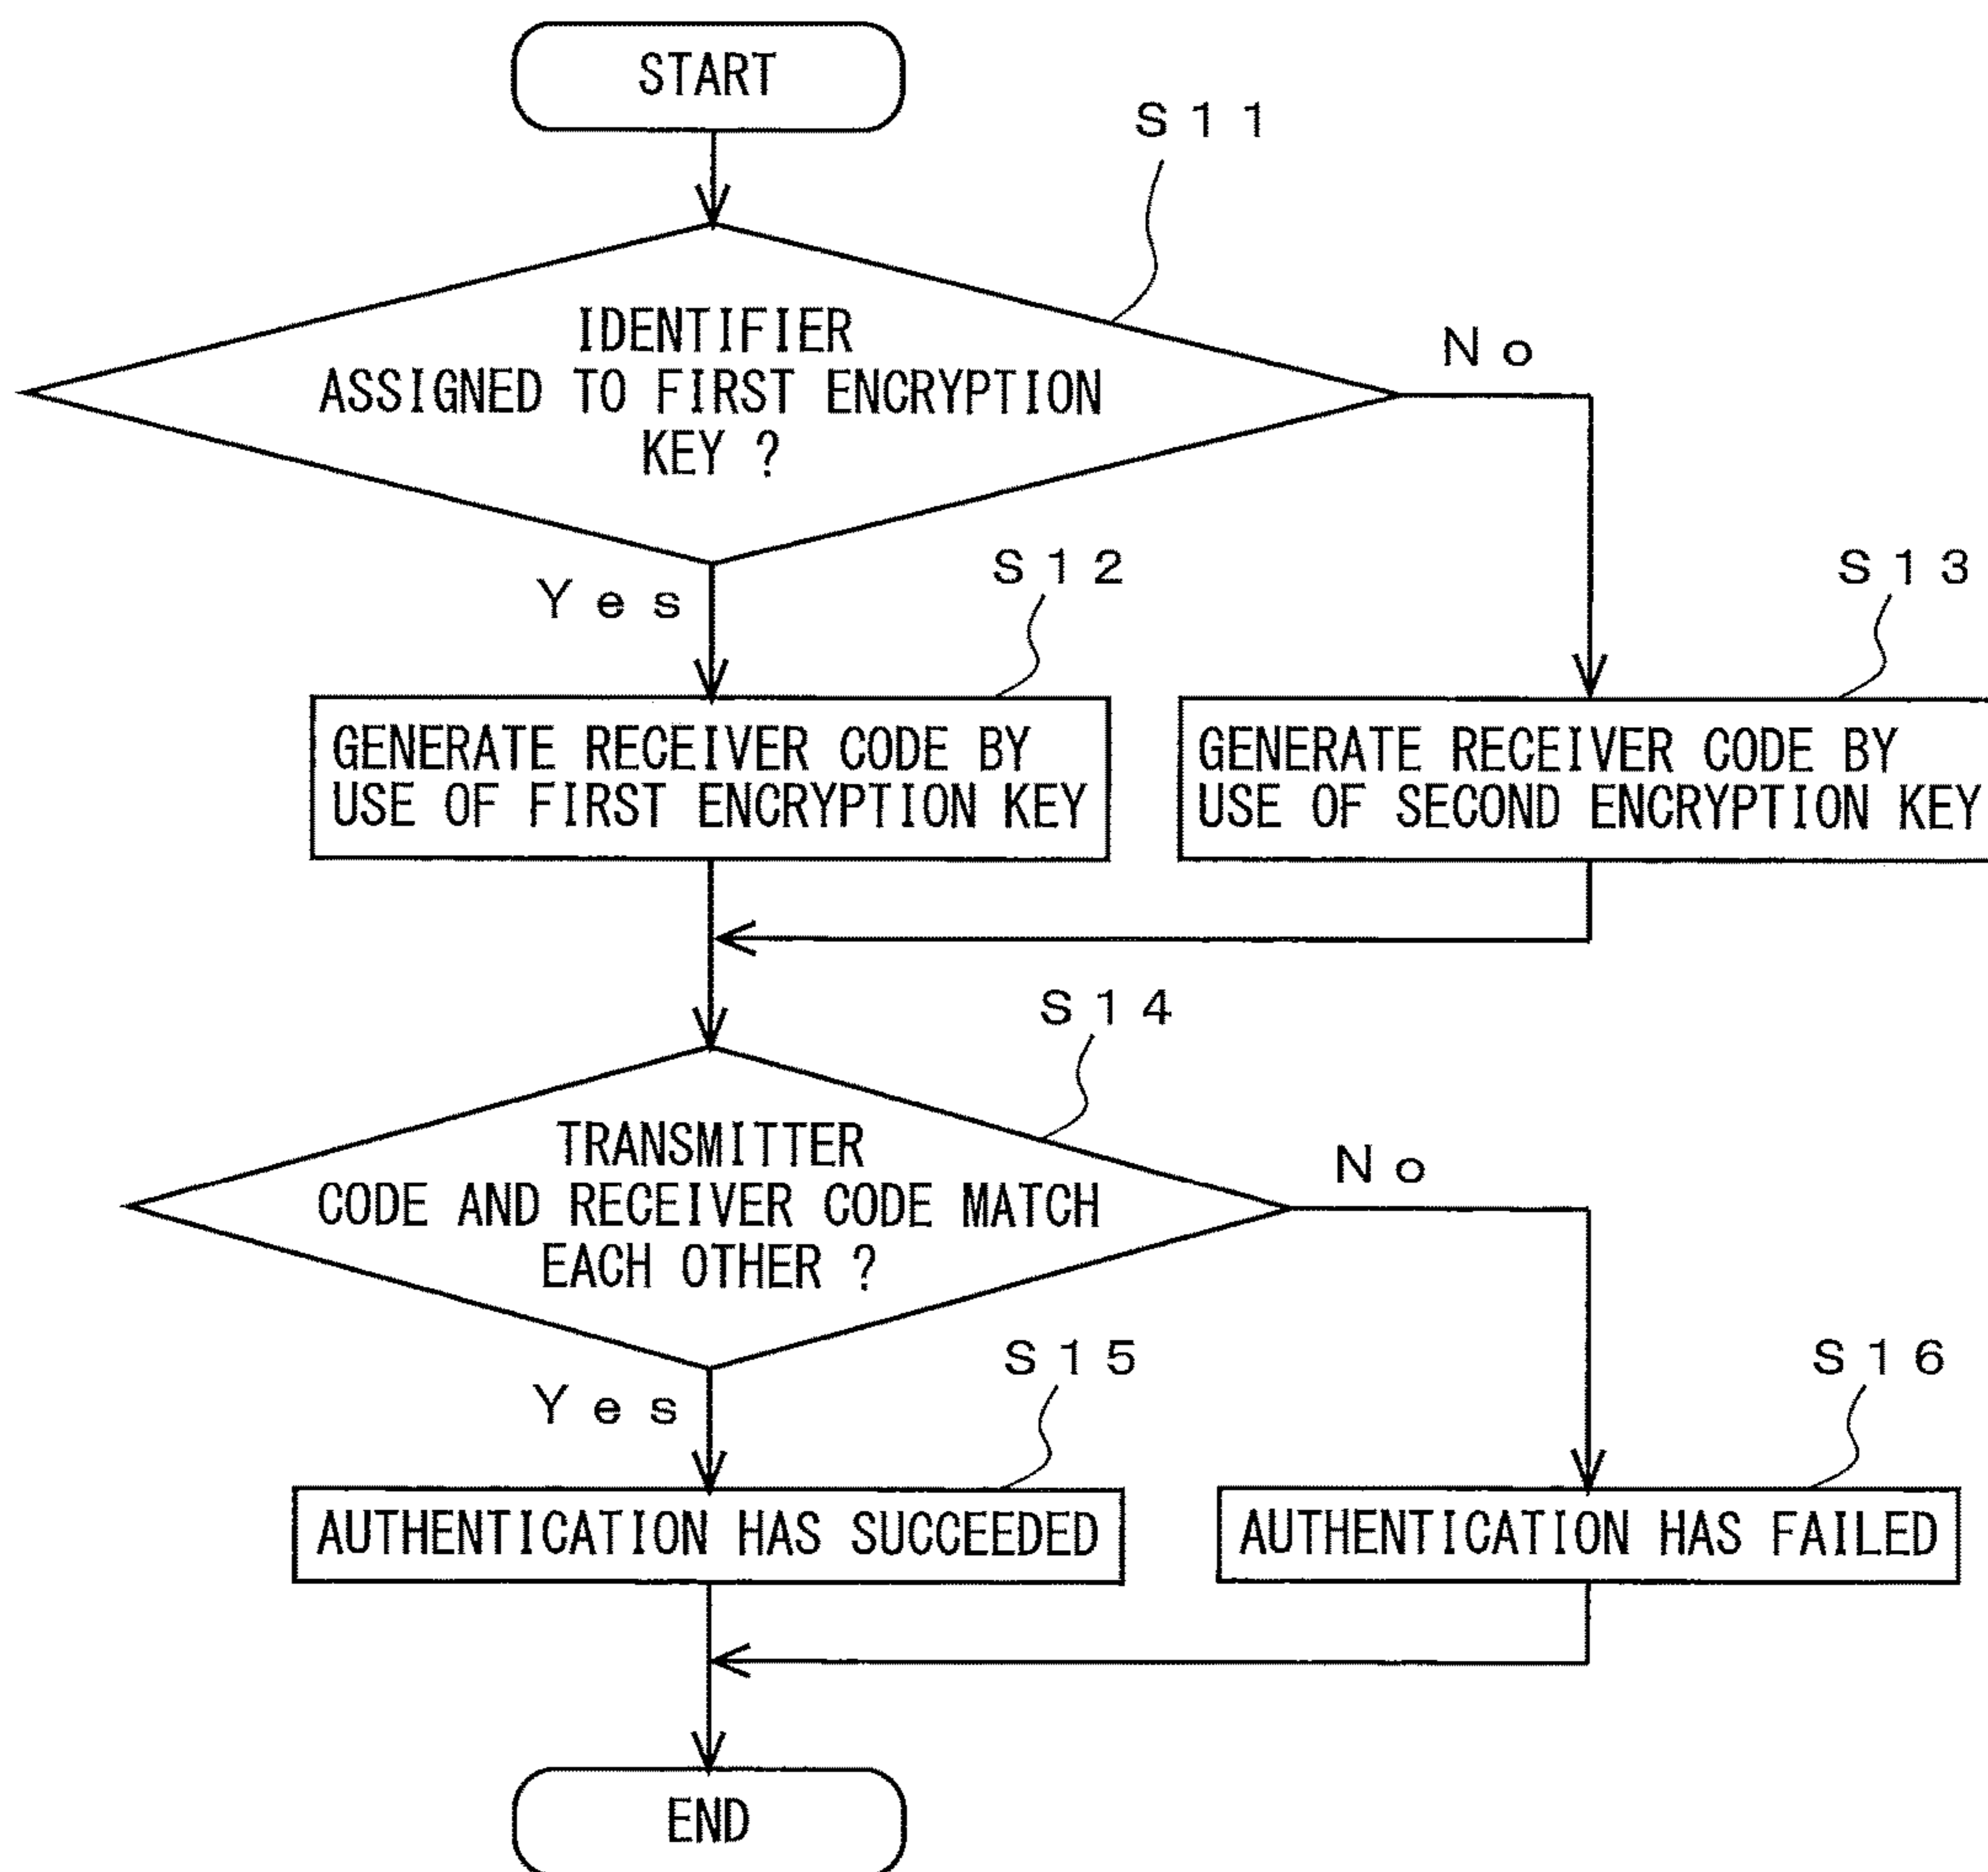 START
S11
IDENTIFIER
ASSIGNED TO FIRST ENCRYPTION
KEY ?
No
Yes
S12
S13
GENERATE RECEIVER CODE BY
USE OF FIRST ENCRYPTION KEY
GENERATE RECEIVER CODE BY
USE OF SECOND ENCRYPTION KEY
S14
TRANSMITTER
CODE AND RECEIVER CODE MATCH
EACH OTHER ?
No
Yes
S15
S16
AUTHENTICATION HAS SUCCEEDED
AUTHENTICATION HAS FAILED
END